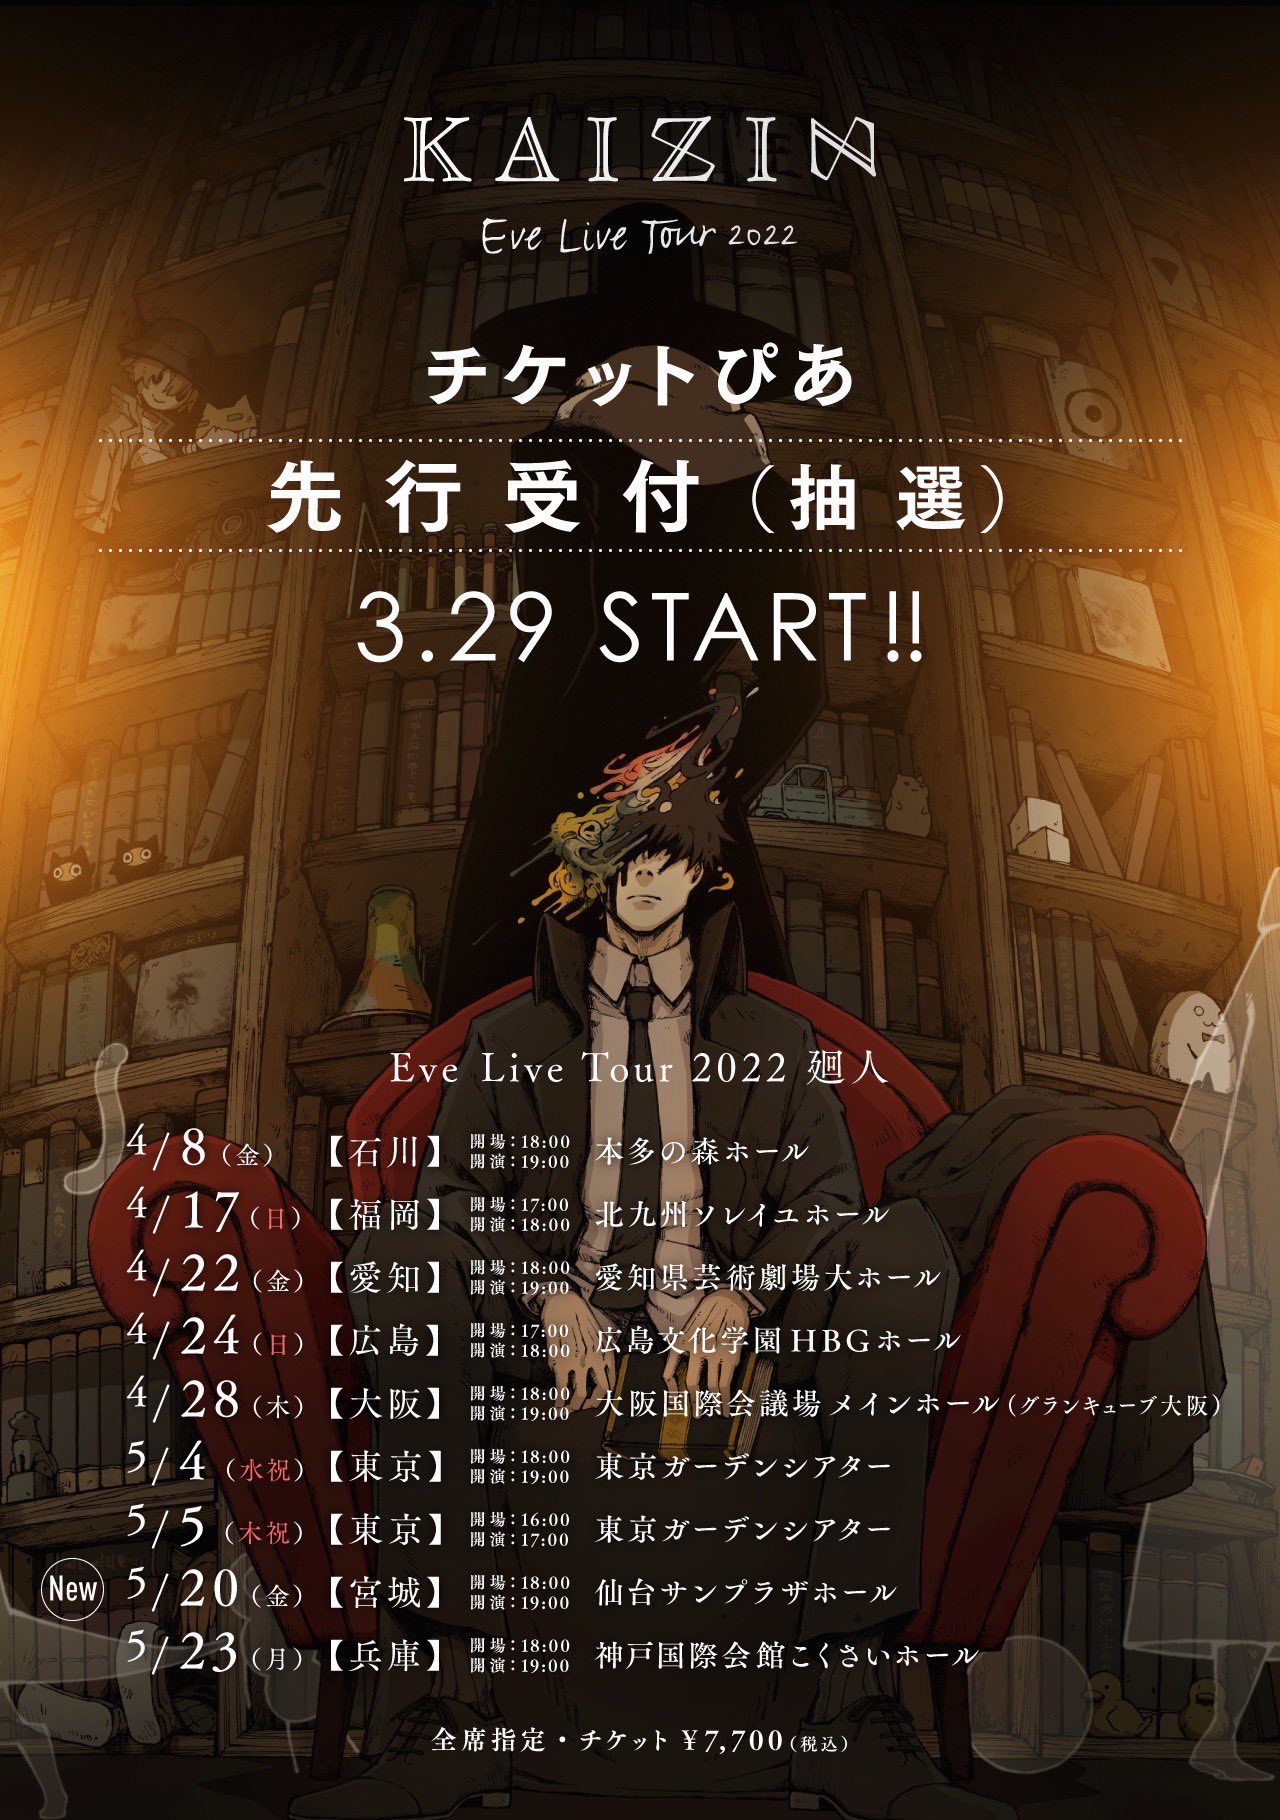 KAIZIN
Eve Live Tour 2022
チケットぴあ
先行受付（抽選）
3.29 START!!
Eve Live Tour 2022 廻人
4/8（金）【石川】開場：18:00 開演：19:00 本多の森ホール
4/17（日）【福岡】開場：17:00 開演：18:00 北九州ソレイユホール
4/22（金）【愛知】開場：18:00 開演：19:00 愛知県芸術劇場大ホール
4/24（日）【広島】開場：17:00 開演：18:00 広島文化学園HBGホール
4/28（木）【大阪】開場：18:00 開演：19:00 大阪国際会議場 メインホール（グランキューブ大阪）
5/4（水祝）【東京】開場：18:00 開演：19:00 東京ガーデンシアター
5/5（木祝）【東京】開場：16:00 開演：17:00 東京ガーデンシアター
New 5/20（金）【宮城】開場：18:00 開演：19:00 仙台サンプラザホール
5/23（月）【兵庫】開場：18:00 開演：19:00 神戸国際会館こくさいホール
全席指定・チケット ¥7,700（税込）